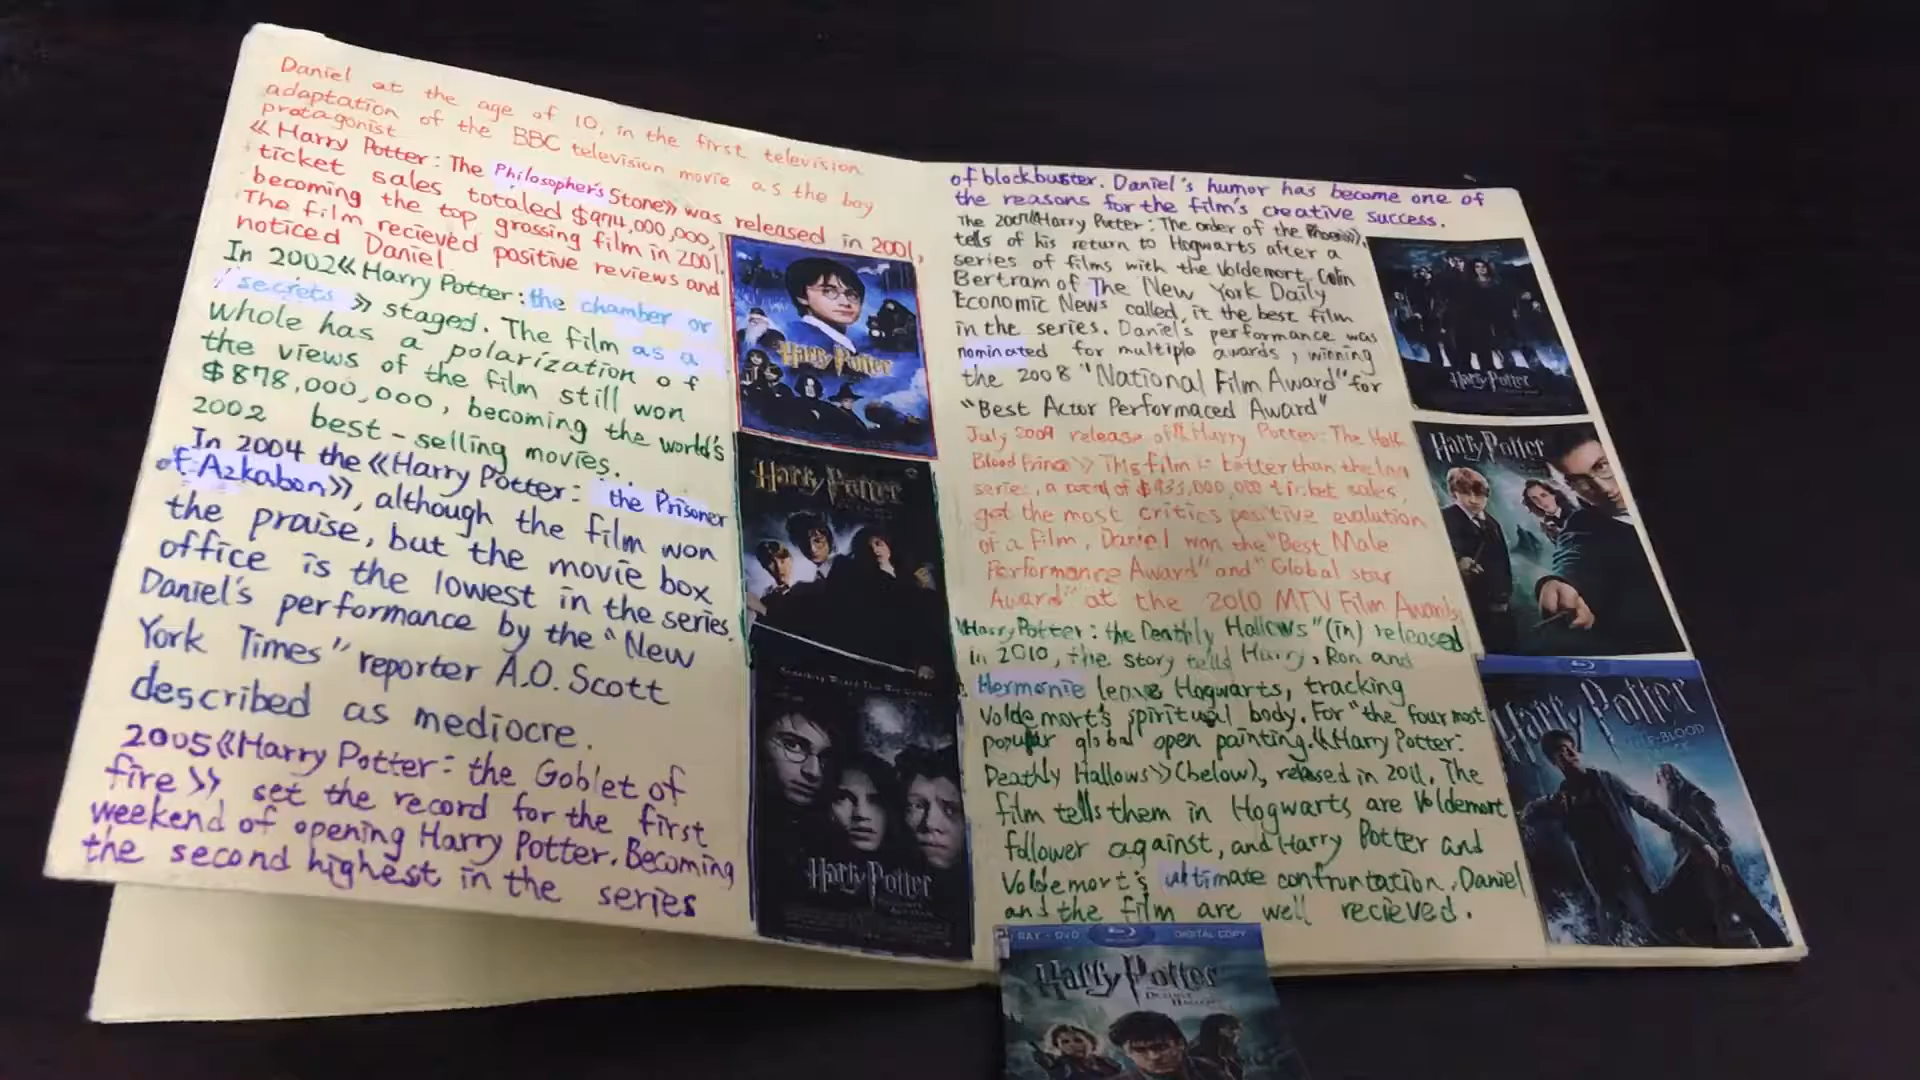 Daniel at the age of 10, in the first television
adaptation of the BBC television movie as the boy
protagonist
《Harry Potter: The Philosopher's Stone》 was released in 2001,
ticket sales totaled $974,000,000,
becoming the top grossing film in 2001.
The film recieved positive reviews and
noticed Daniel.
In 2002《Harry Potter: the chamber or
secrets》 staged. The film as a
whole has a polarization of
the views of the film still won
$878,000,000, becoming the world's
2002 best-selling movies.
In 2004 the《Harry Potter: the Prisoner
of Azkaban》, although the film won
the praise, but the movie box
office is the lowest in the series.
Daniel's performance by the "New
York Times" reporter A.O. Scott
described as mediocre.
2005《Harry Potter: the Goblet of
fire》 set the record for the first
weekend of opening Harry Potter. Becoming
the second highest in the series
Harry Potter
Harry Potter
Harry Potter
of blockbuster. Daniel's humor has become one of
the reasons for the film's creative success.
The 2007《Harry Potter: The order of the
tells of his return to Hogwarts after a
series of films with the Voldemort. Colin
Bertram of The New York Daily
Economic News called, it the best film
in the series. Daniel's performance was
nominated for multiple awards, winning
the 2008 "National Film Award" for
"Best Actor Performaced Award"
July 2009 release of《Harry Potter: The Half
Blood Prince》 This film is better than the
series, a total of $933,000,000 ticket sales,
got the most critics positive evalution
of a film. Daniel won the "Best Male
Performance Award" and "Global star
Award" at the 2010 MTV Film Awards
"Harry Potter: the Deathly Hallows" (in) released
in 2010, the story tells Harry, Ron and
Hermonie leave Hogwarts, tracking
Voldemort's spiritual body. For "the four most
popular global open painting.《Harry Potter:
Deathly Hallows》(below), released in 2011. The
film tells them in Hogwarts are Voldemort
follower against, and Harry Potter and
Voldemort's ultimate confrontation. Daniel
and the film are well recieved.
Harry Potter
Harry Potter
Harry Potter
HALF-BLOOD
RAY + DVD DIGITAL COPY
Harry Potter